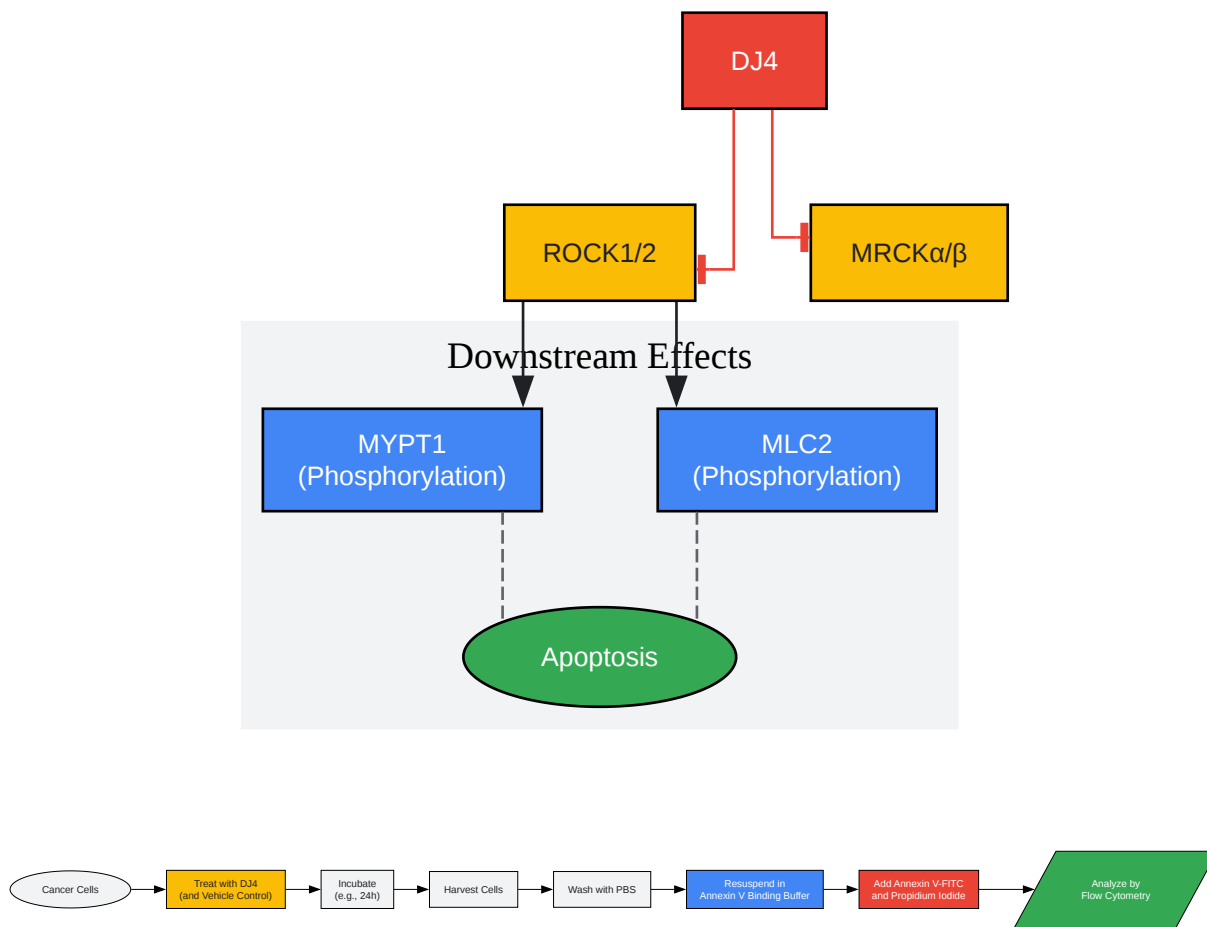 DJ4
ROCK1/2
MRCKα/β
Downstream Effects
MYPT1
(Phosphorylation)
MLC2
(Phosphorylation)
Apoptosis
Cancer Cells
Treat with DJ4
(and Vehicle Control)
Incubate
(e.g., 24h)
Harvest Cells
Wash with PBS
Resuspend in
Annexin V Binding Buffer
Add Annexin V-FITC
and Propidium Iodide
Analyze by
Flow Cytometry